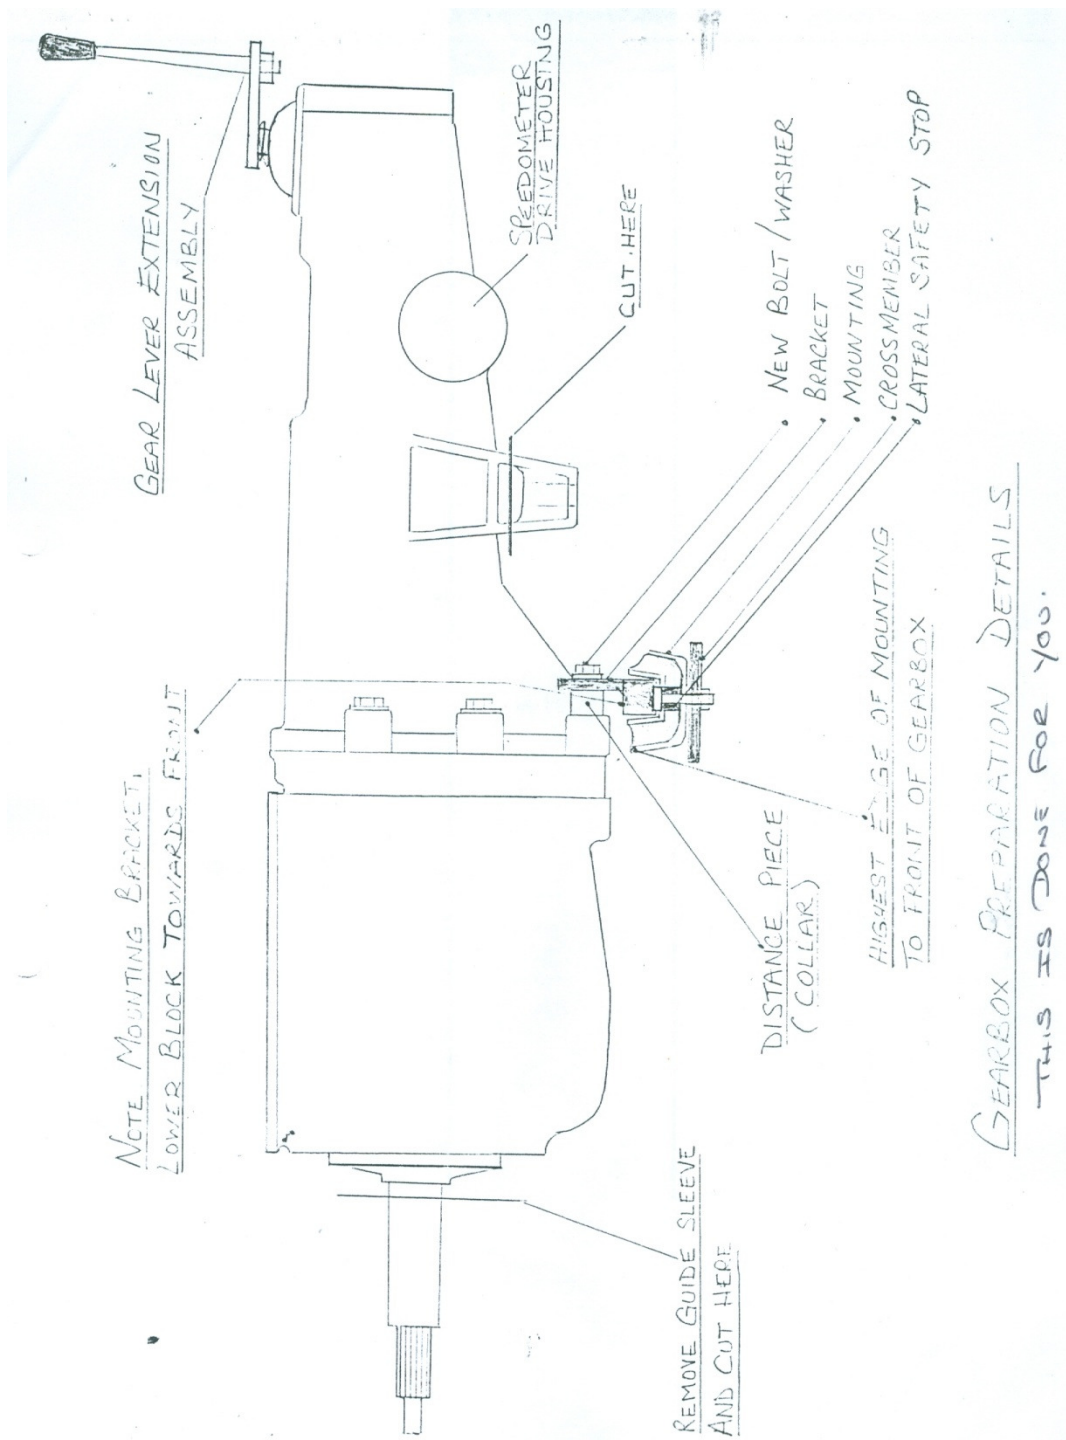 GEAR LEVER EXTENSION
ASSEMBLY
SPEEDOMETER
DRIVE HOUSING
CUT HERE
NEW BOLT/WASHER
BRACKET
MOUNTING
CROSSMEMBER
LATERAL SAFETY STOP
NOTE MOUNTING BRACKET,
LOWER BLOCK TOWARDS FRONT
HIGHEST EDGE OF MOUNTING
TO FRONT OF GEARBOX
DISTANCE PIECE
(COLLAR)
REMOVE GUIDE SLEEVE
AND CUT HERE
GEARBOX PREPARATION DETAILS
THIS IS DONE FOR YOU.